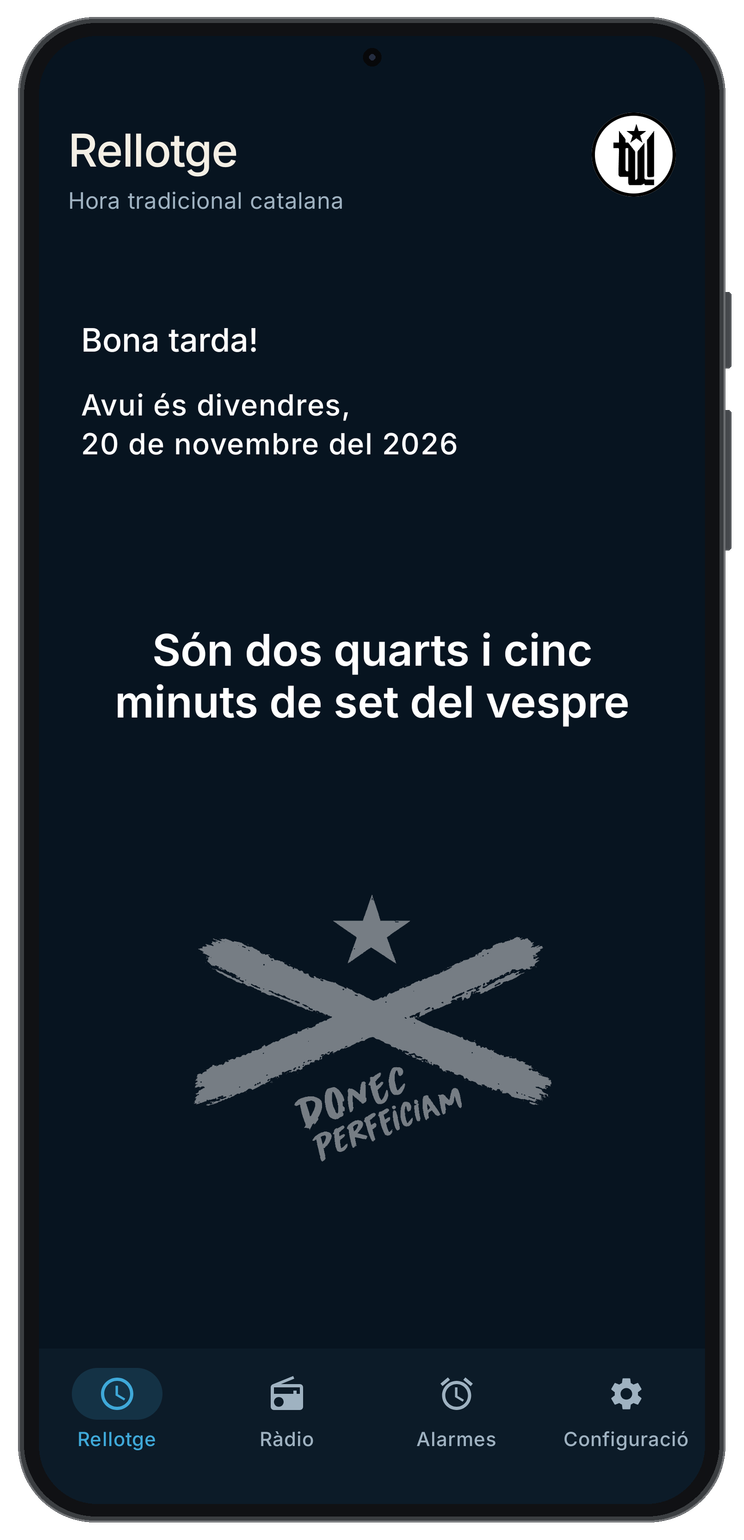 Rellotge
Hora tradicional catalana
Bona tarda!
Avui és divendres,
20 de novembre del 2026
Són dos quarts i cinc
minuts de set del vespre
DONEC
PERFEiCiAM
Rellotge
Ràdio
Alarmes
Configuració